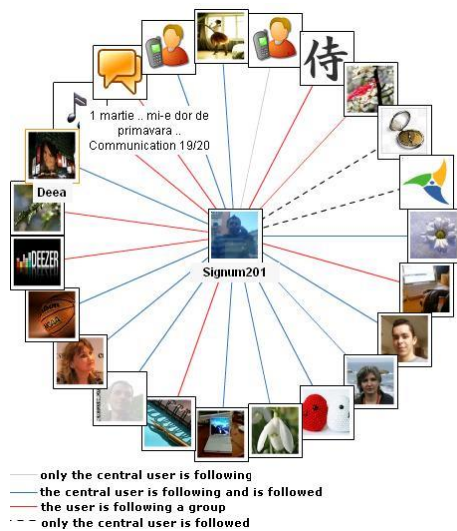 侍
1 martie .. mi-e dor de
primavara ..
Communication 19/20
Deea
DEEZER
Signum201
only the central user is following
the central user is following and is followed
the user is following a group
only the central user is followed